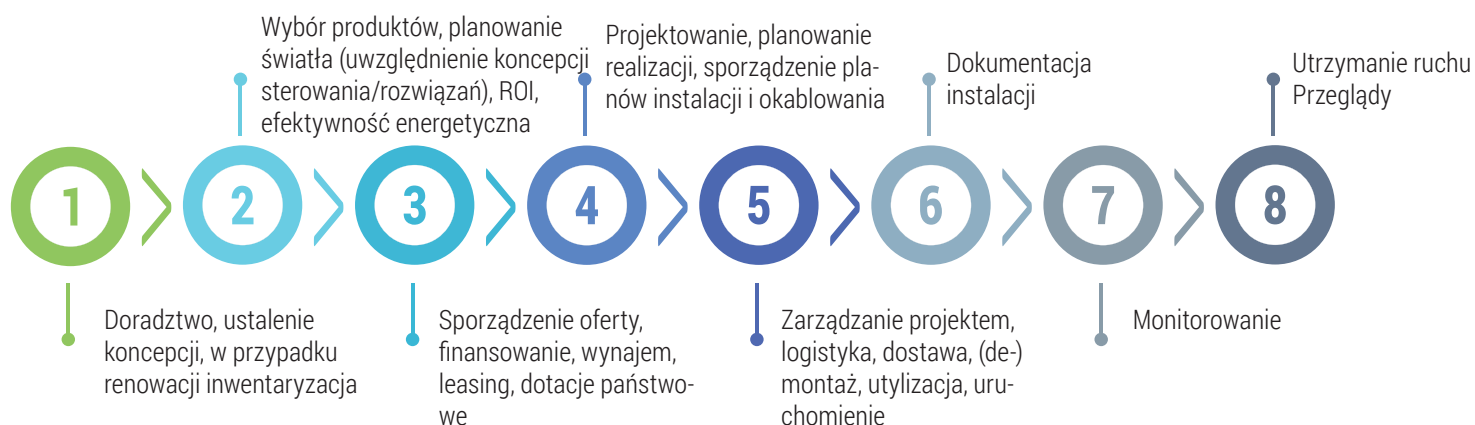 Wybór produktów, planowanie
światła (uwzględnienie koncepcji
sterowania/rozwiązań), ROI,
efektywność energetyczna
Projektowanie, planowanie
realizacji, sporządzenie pla-
nów instalacji i okablowania
Dokumentacja
instalacji
Utrzymanie ruchu
Przeglądy
1
2
3
4
5
6
7
8
Doradztwo, ustalenie
koncepcji, w przypadku
renowacji inwentaryzacja
Sporządzenie oferty,
finansowanie, wynajem,
leasing, dotacje państwo-
we
Zarządzanie projektem,
logistyka, dostawa, (de-)
montaż, utylizacja, uru-
chomienie
Monitorowanie